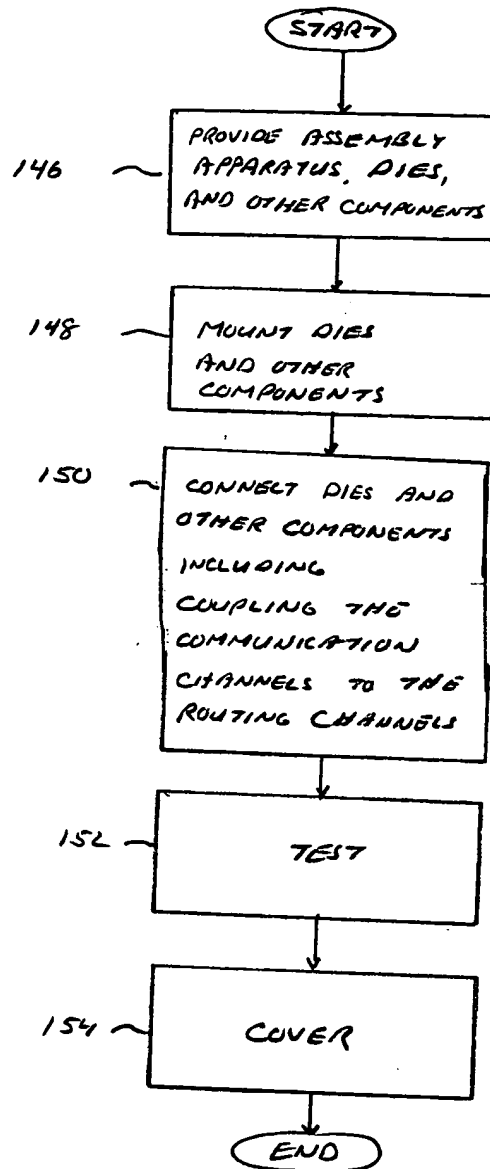 START
146
PROVIDE ASSEMBLY
APPARATUS, DIES,
AND OTHER COMPONENTS
148
MOUNT DIES
AND OTHER
COMPONENTS
150
CONNECT DIES AND
OTHER COMPONENTS
INCLUDING
COUPLING THE
COMMUNICATION
CHANNELS TO THE
ROUTING CHANNELS
152
TEST
154
COVER
END